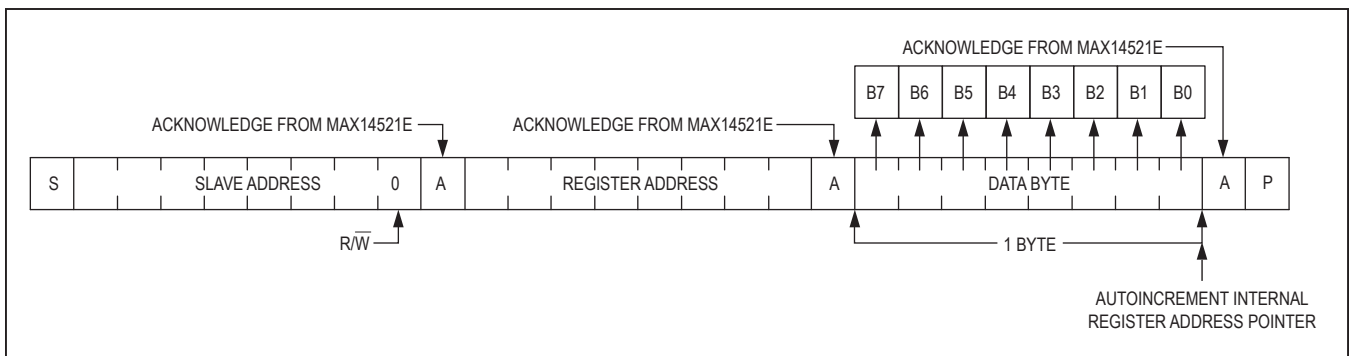 ACKNOWLEDGE FROM MAX14521E
B7 B6 B5 B4 B3 B2 B1 B0
ACKNOWLEDGE FROM MAX14521E ACKNOWLEDGE FROM MAX14521E
S SLAVE ADDRESS 0 A REGISTER ADDRESS A DATA BYTE A P
R/W̅
1 BYTE
AUTOINCREMENT INTERNAL
REGISTER ADDRESS POINTER